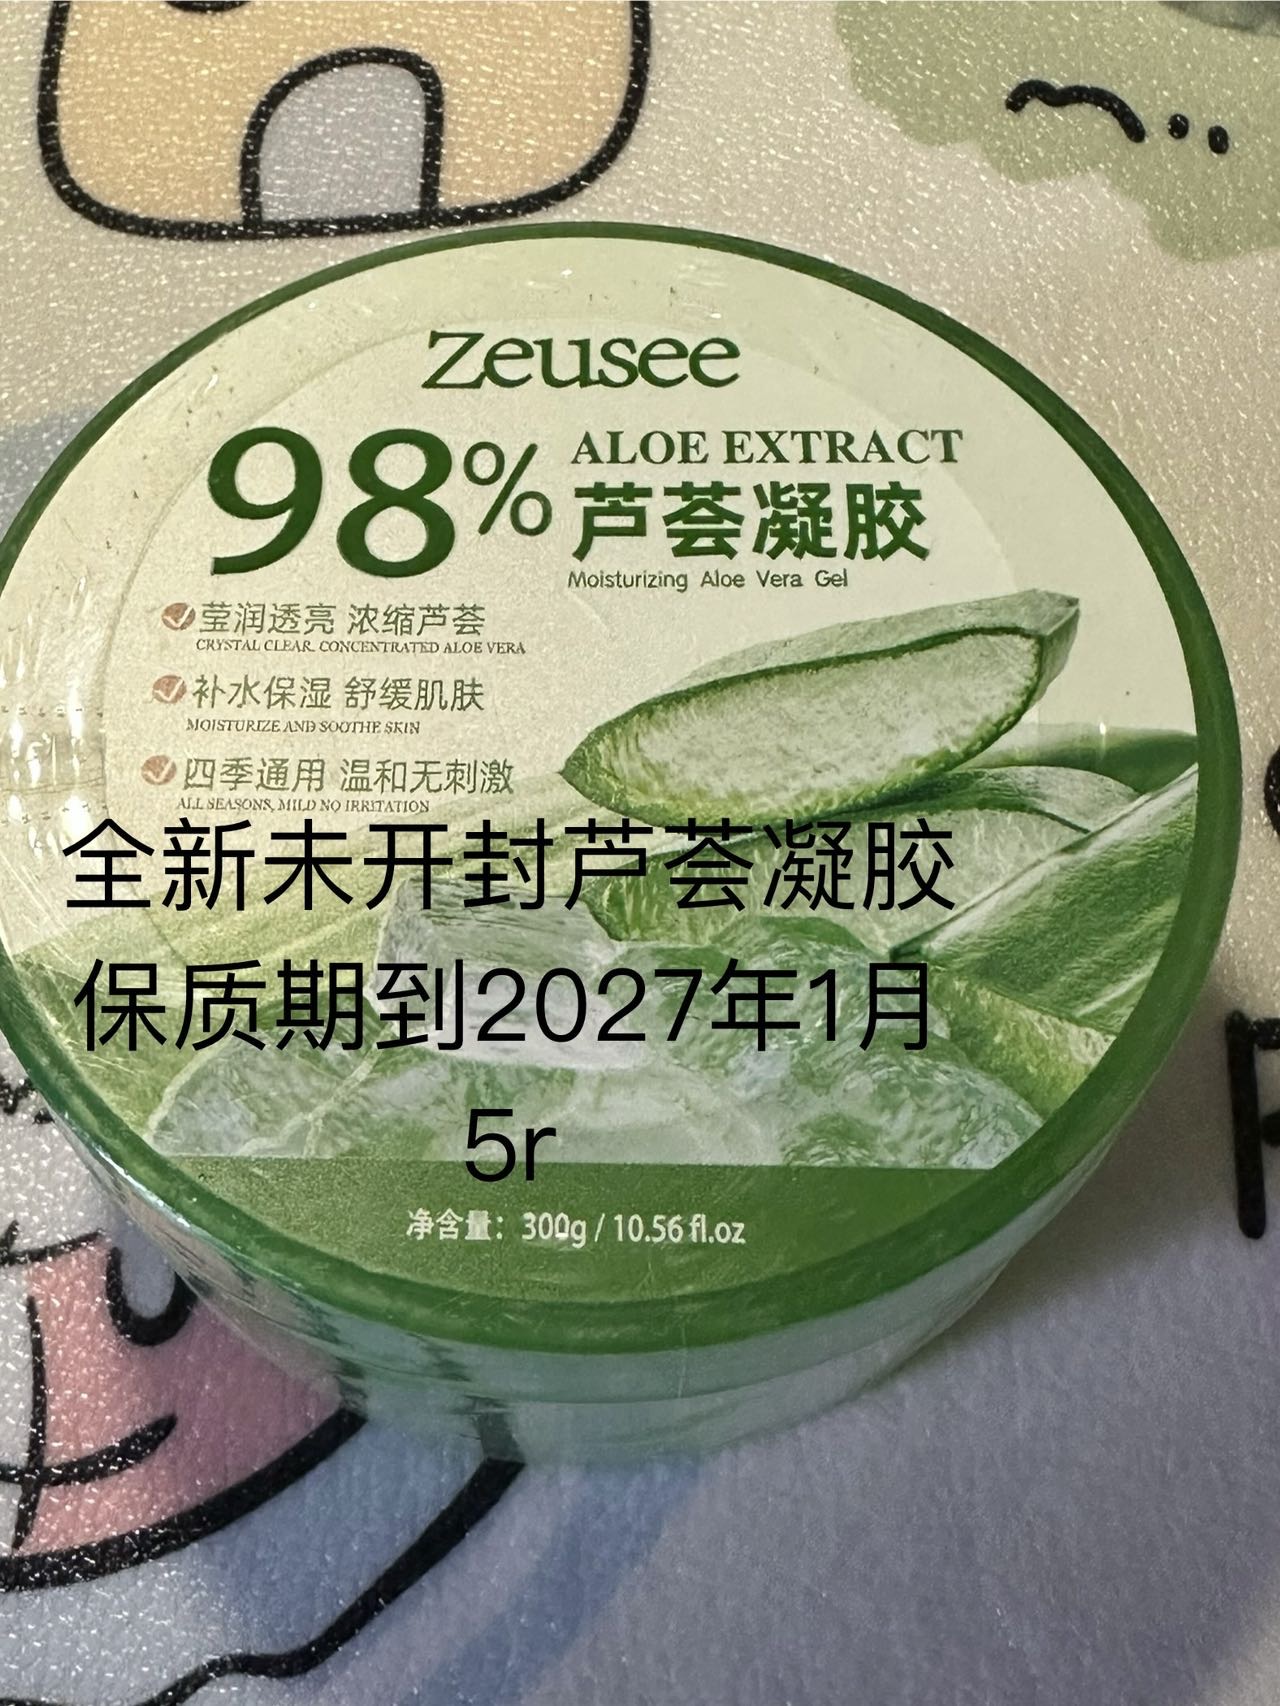 Zeusee
98% ALOE EXTRACT
芦荟凝胶
Moisturizing Aloe Vera Gel
莹润透亮 浓缩芦荟
CRYSTAL CLEAR. CONCENTRATED ALOE VERA
补水保湿 舒缓肌肤
MOISTURIZE AND SOOTHE SKIN
四季通用 温和无刺激
ALL SEASONS, MILD NO IRRITATION
全新未开封芦荟凝胶
保质期到2027年1月
5r
净含量：300g / 10.56 fl.oz